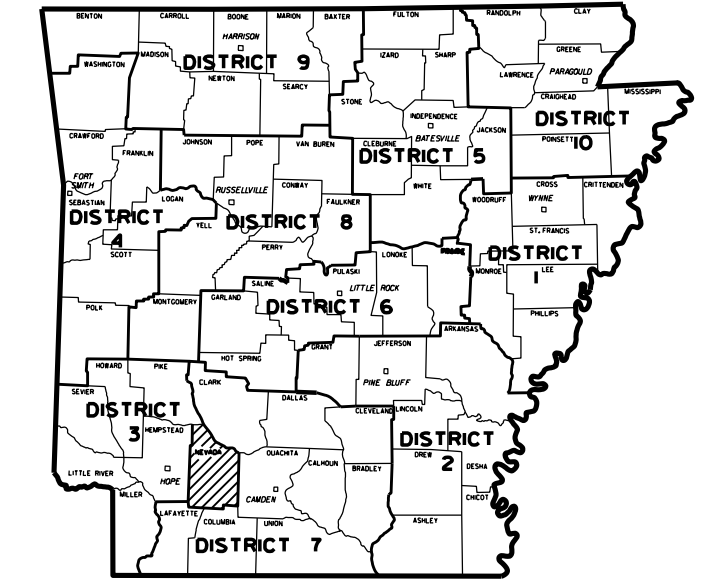 BENTON CARROLL BOONE MARION BAXTER FULTON RANDOLPH CLAY
HARRISON
MADISON
IZARD SHARP GREENE
WASHINGTON DISTRICT 9
NEWTON LAWRENCE PARAGOULD
SEARCY MISSISSIPPI
STONE CRAIGHEAD
INDEPENDENCE DISTRICT
CRAWFORD BATESVILLE JACKSON
JOHNSON POPE VAN BUREN CLEBURNE POINSETT 10
FRANKLIN DISTRICT 5
FORT
SMITH RUSSELLVILLE CONWAY WHITE CROSS CRITTENDEN
SEBASTIAN LOGAN FAULKNER WOODRUFF WYNNE
DISTRICT DISTRICT 8
4 YELL ST. FRANCIS
SCOTT PERRY LONOKE DISTRICT
SALINE PULASKI MONROE 1 LEE
MONTGOMERY GARLAND LITTLE ROCK
POLK DISTRICT 6 PHILLIPS
ARKANSAS
HOT SPRING GRANT JEFFERSON
HOWARD PIKE
CLARK PINE BLUFF
SEVIER DALLAS
DISTRICT CLEVELAND LINCOLN
3 HEMPSTEAD DISTRICT
NEVADA OUACHITA DREW 2
CALHOUN BRADLEY DESHA
LITTLE RIVER HOPE
MILLER CAMDEN CHICOT
LAFAYETTE COLUMBIA UNION ASHLEY
DISTRICT 7